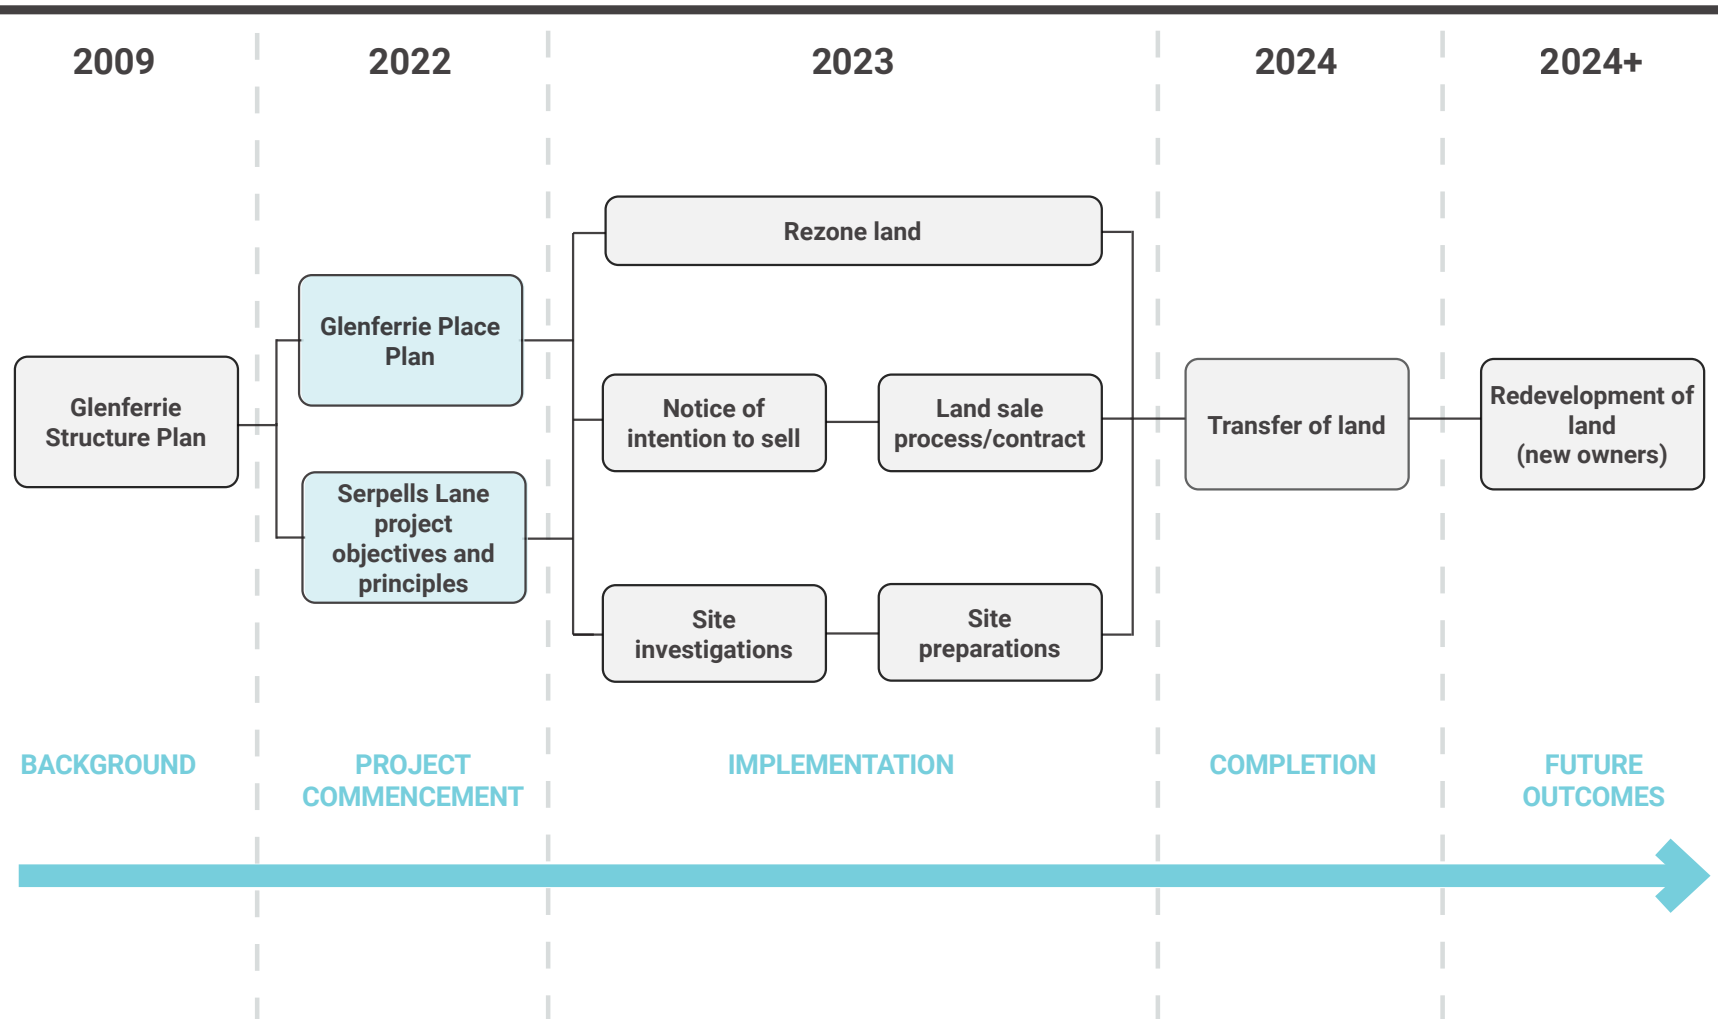 2009
2022
2023
2024
2024+
Rezone land
Glenferrie Place
Plan
Glenferrie
Structure Plan
Notice of
intention to sell
Land sale
process/contract
Transfer of land
Redevelopment of
land
(new owners)
Serpells Lane
project
objectives and
principles
Site
investigations
Site
preparations
BACKGROUND
PROJECT
COMMENCEMENT
IMPLEMENTATION
COMPLETION
FUTURE
OUTCOMES